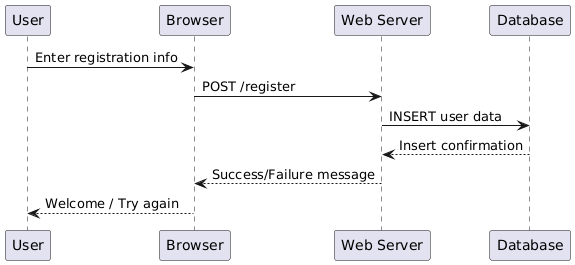 User Browser Web Server Database
Enter registration info
POST /register
INSERT user data
Insert confirmation
Success/Failure message
Welcome / Try again
User Browser Web Server Database